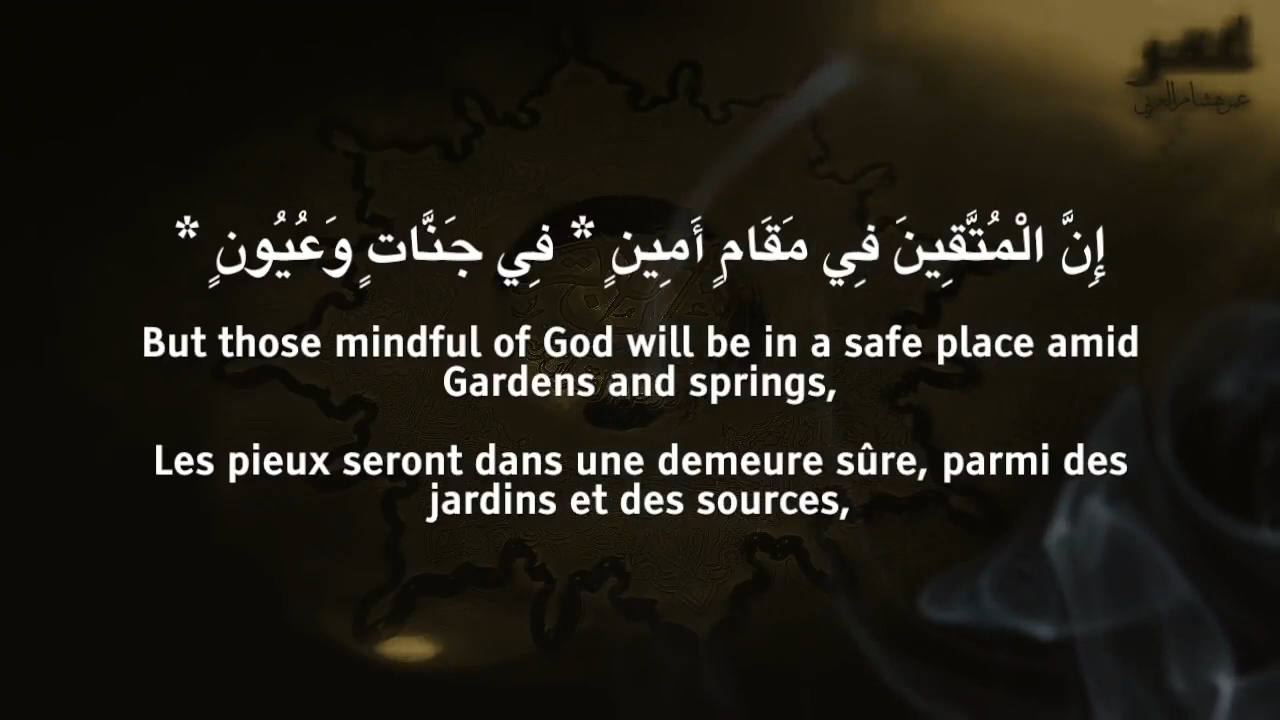 إِنَّ الْمُتَّقِينَ فِي مَقَامٍ أَمِينٍ * فِي جَنَّاتٍ وَعُيُونٍ *
But those mindful of God will be in a safe place amid
Gardens and springs,
Les pieux seront dans une demeure sûre, parmi des
jardins et des sources,